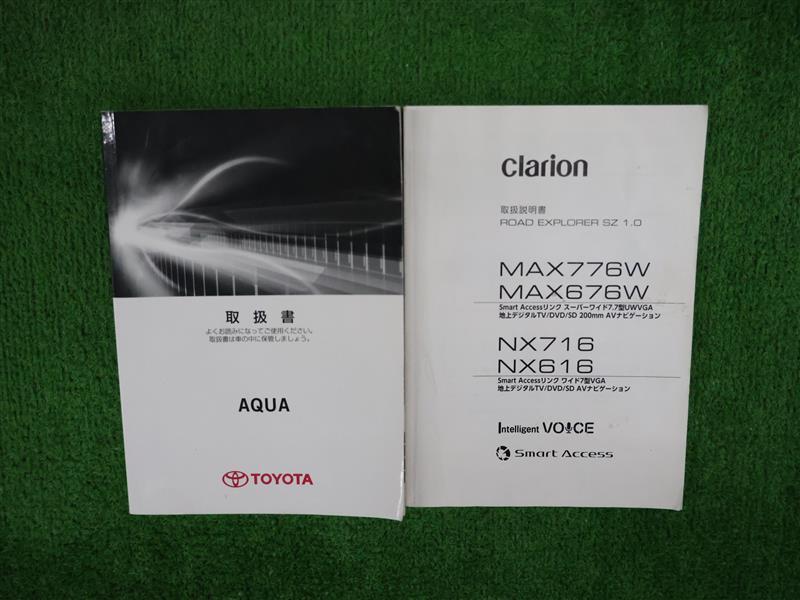 取扱書
よくお読みになってご使用ください。
取扱書は車の中に保管しましょう。
AQUA
TOYOTA
clarion
取扱説明書
ROAD EXPLORER SZ 1.0
MAX776W
MAX676W
Smart Accessリンク スーパーワイド7.7型UWVGA
地上デジタルTV/DVD/SD 200mm AVナビゲーション
NX716
NX616
Smart Accessリンク ワイド7型VGA
地上デジタルTV/DVD/SD AVナビゲーション
Intelligent VOICE
Smart Access